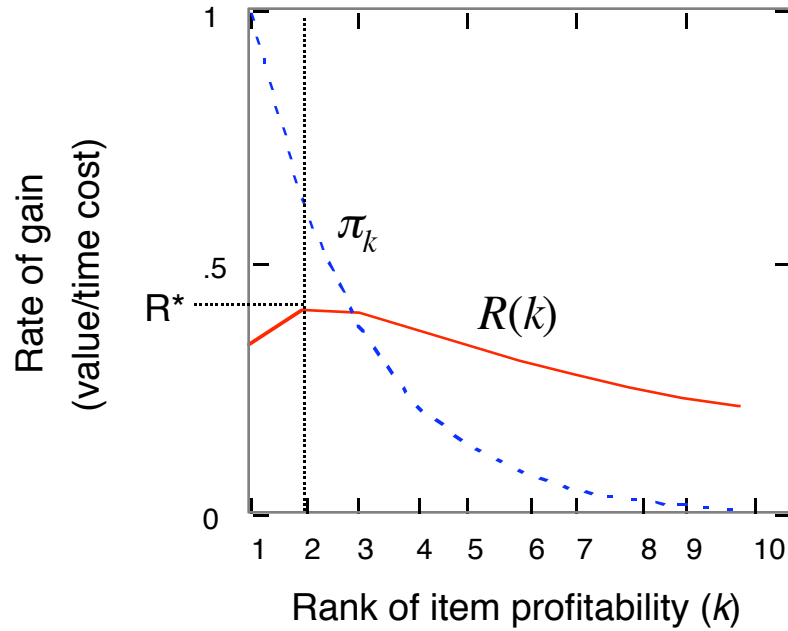 Rate of gain
(value/time cost)
1
.5
0
R*
πk
R(k)
1 2 3 4 5 6 7 8 9 10
Rank of item profitability (k)